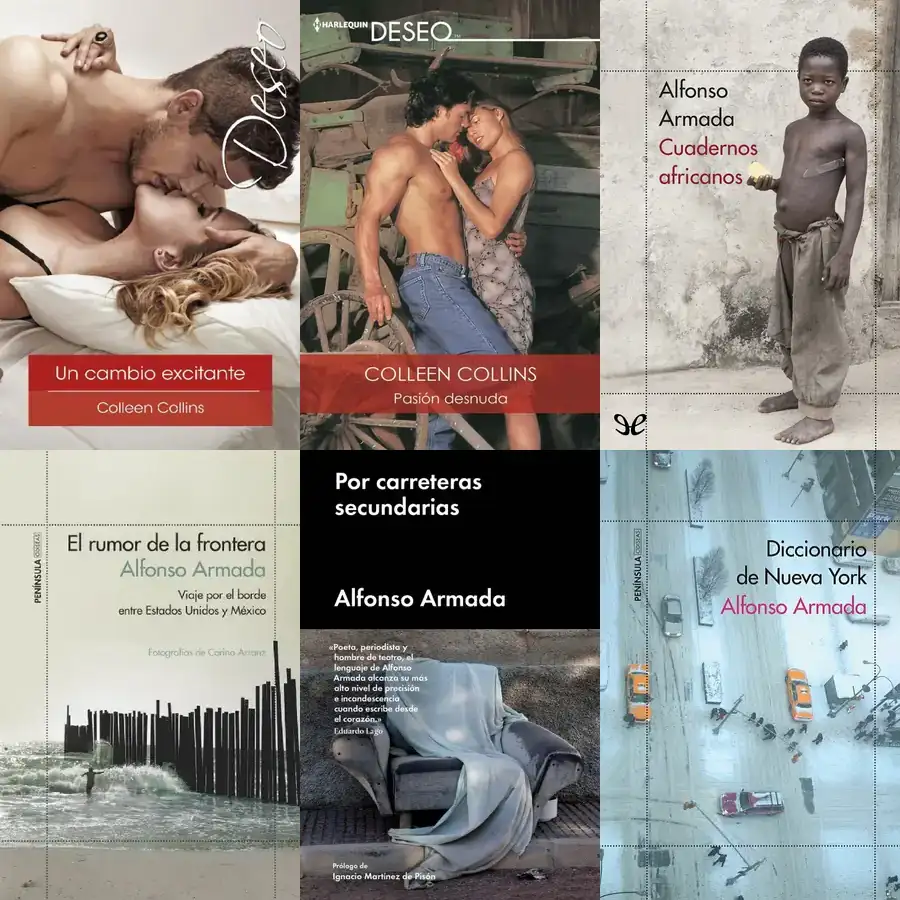 Deseo
Un cambio excitante
Colleen Collins
HARLEQUIN
DESEO
COLLEEN COLLINS
Pasión desnuda
Alfonso
Armada
Cuadernos
africanos
El rumor de la frontera
Alfonso Armada
Viaje por el borde
entre Estados Unidos y México
Fotografías de Corina Arranz
PENÍNSULA ODISEAS
Por carreteras
secundarias
Alfonso Armada
«Poeta, periodista y
hombre de teatro, el
lenguaje de Alfonso
Armada alcanza su más
alto nivel de precisión
e incandescencia
cuando escribe desde
el corazón.»
Eduardo Lago
Prólogo de
Ignacio Martínez de Pisón
Diccionario
de Nueva York
Alfonso Armada
PENÍNSULA ODISEAS